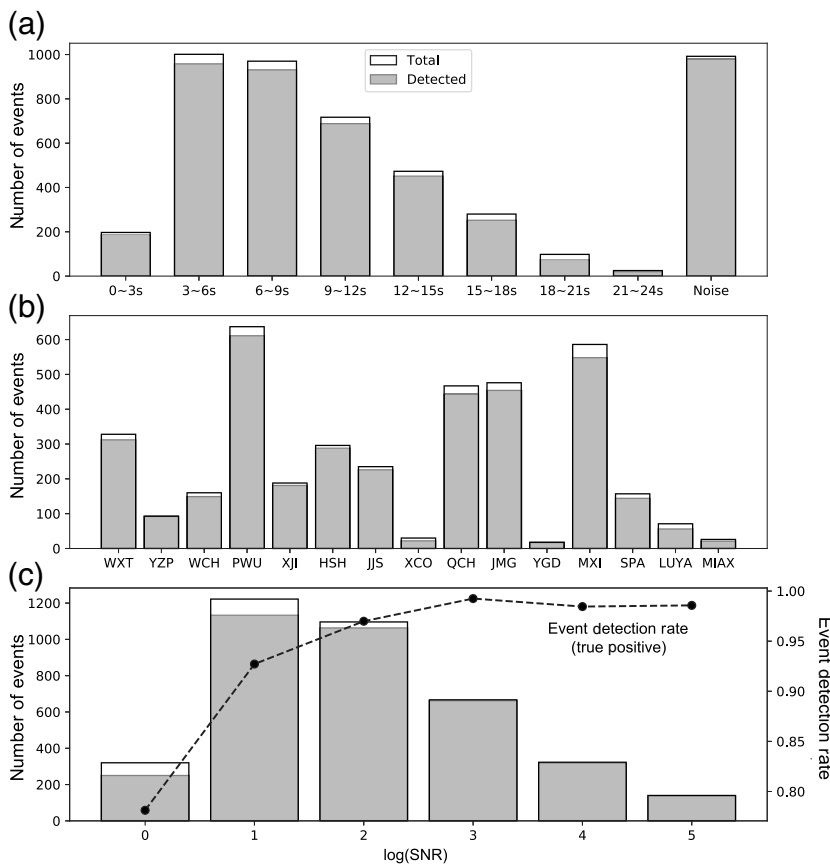 (a)
Number of events
1000
800
600
400
200
0
Total
Detected
0~3s 3~6s 6~9s 9~12s 12~15s 15~18s 18~21s 21~24s Noise
(b)
Number of events
600
500
400
300
200
100
0
WXT YZP WCH PWU XJI HSH JJS XCO QCH JMG YGD MXI SPA LUYA MIAX
(c)
Number of events
1200
1000
800
600
400
200
0
Event detection rate
(true positive)
1.00
0.95
0.90
0.85
0.80
Event detection rate
0 1 2 3 4 5
log(SNR)